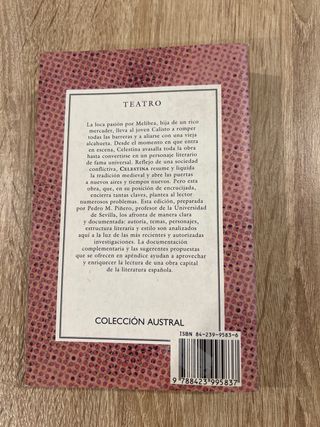 TEATRO
La loca pasión por Melibea, hija de un rico
mercader, lleva al joven Calisto a romper
todas las barreras y a aliarse con una vieja
alcahueta. Desde el momento en que entra
en escena, Celestina avasalla toda la obra
hasta convertirse en un personaje literario
de fama universal. Reflejo de una sociedad
conflictiva, CELESTINA resume y liquida
la tradición medieval y abre las puertas
a nuevos aires y tiempos nuevos. Pero esta
obra, que, en su posición de encrucijada,
encierra tantas claves, plantea al lector
numerosos problemas. Esta edición, preparada
por Pedro M. Piñero, profesor de la Universidad
de Sevilla, los afronta de manera clara
y documentada: autoría, temas, personajes,
estructura literaria y estilo son analizados
aquí a la luz de las más recientes y autorizadas
investigaciones. La documentación
complementaria y las sugerentes propuestas
que se ofrecen en apéndice ayudan a aprovechar
y enriquecer la lectura de una obra capital
de la literatura española.
COLECCIÓN AUSTRAL
ISBN 84-239-9583-6
9 788423 995837